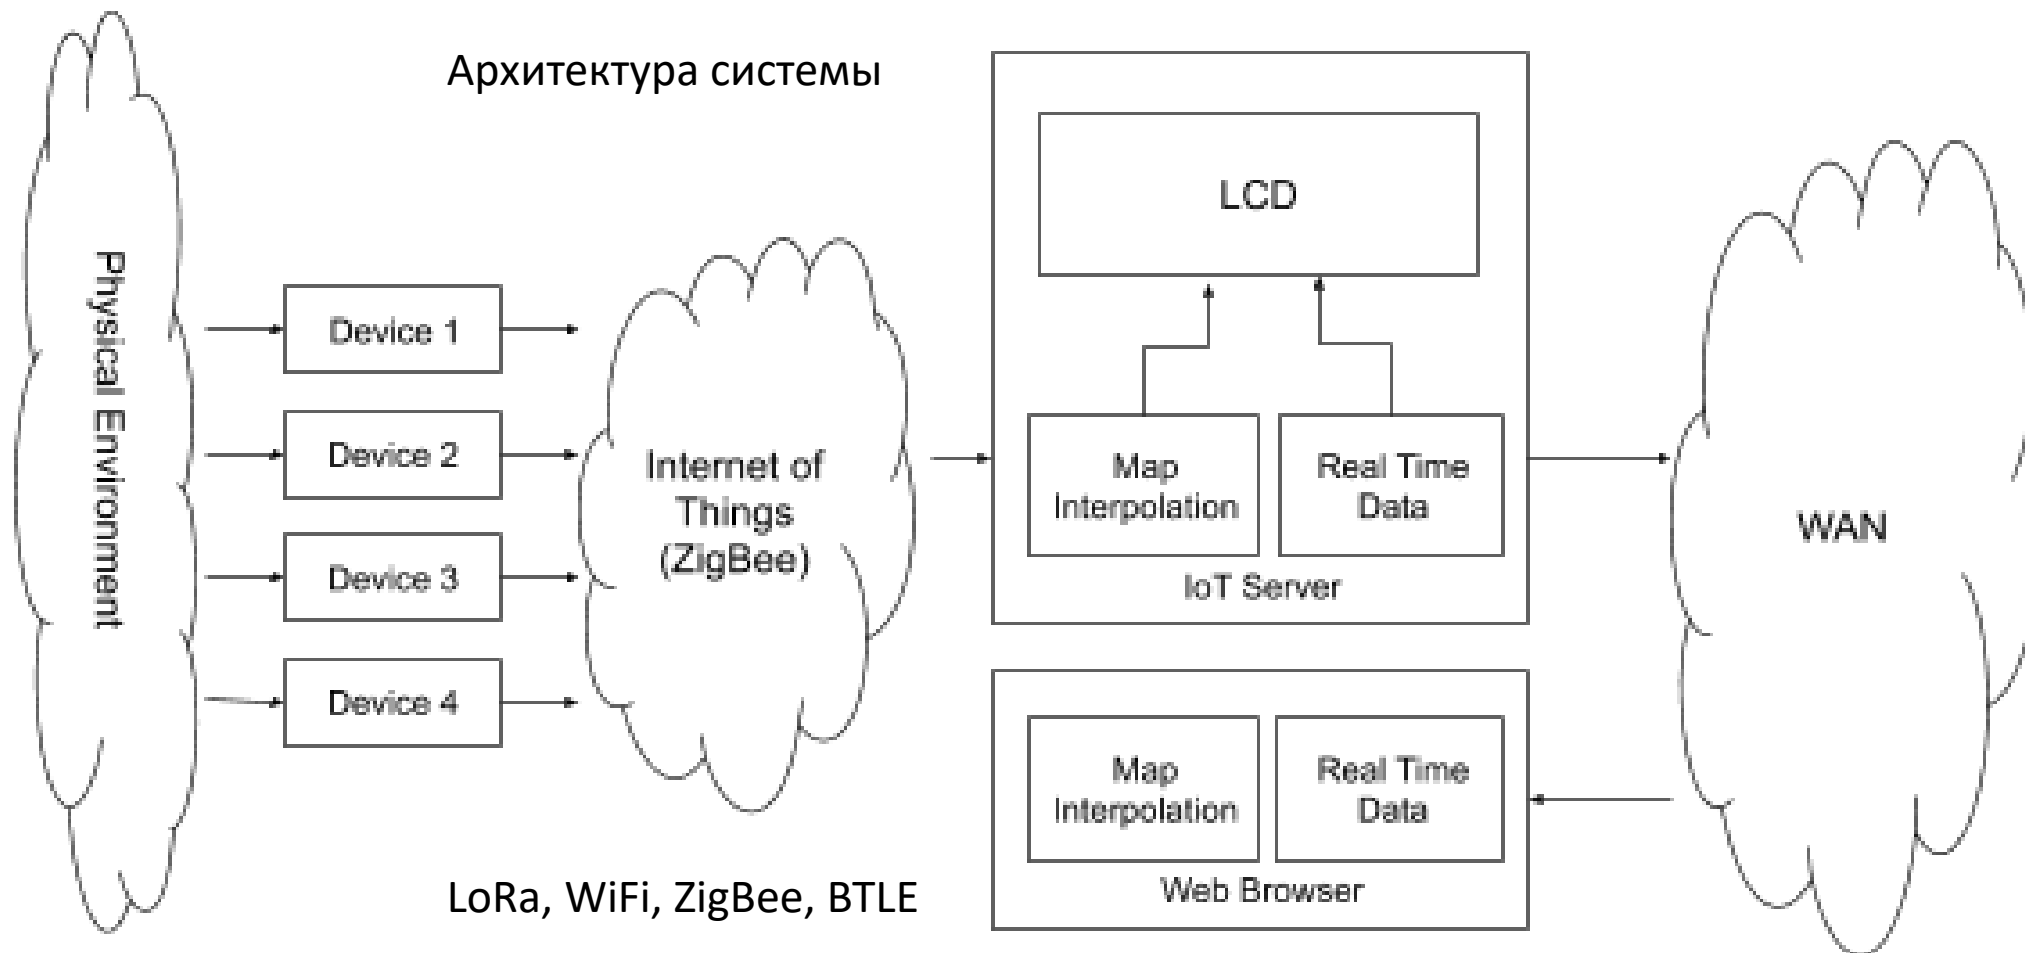 Архитектура системы
Physical Environment
Device 1
Device 2
Device 3
Device 4
Internet of
Things
(ZigBee)
LCD
Map
Interpolation
Real Time
Data
IoT Server
Map
Interpolation
Real Time
Data
Web Browser
WAN
LoRa, WiFi, ZigBee, BTLE